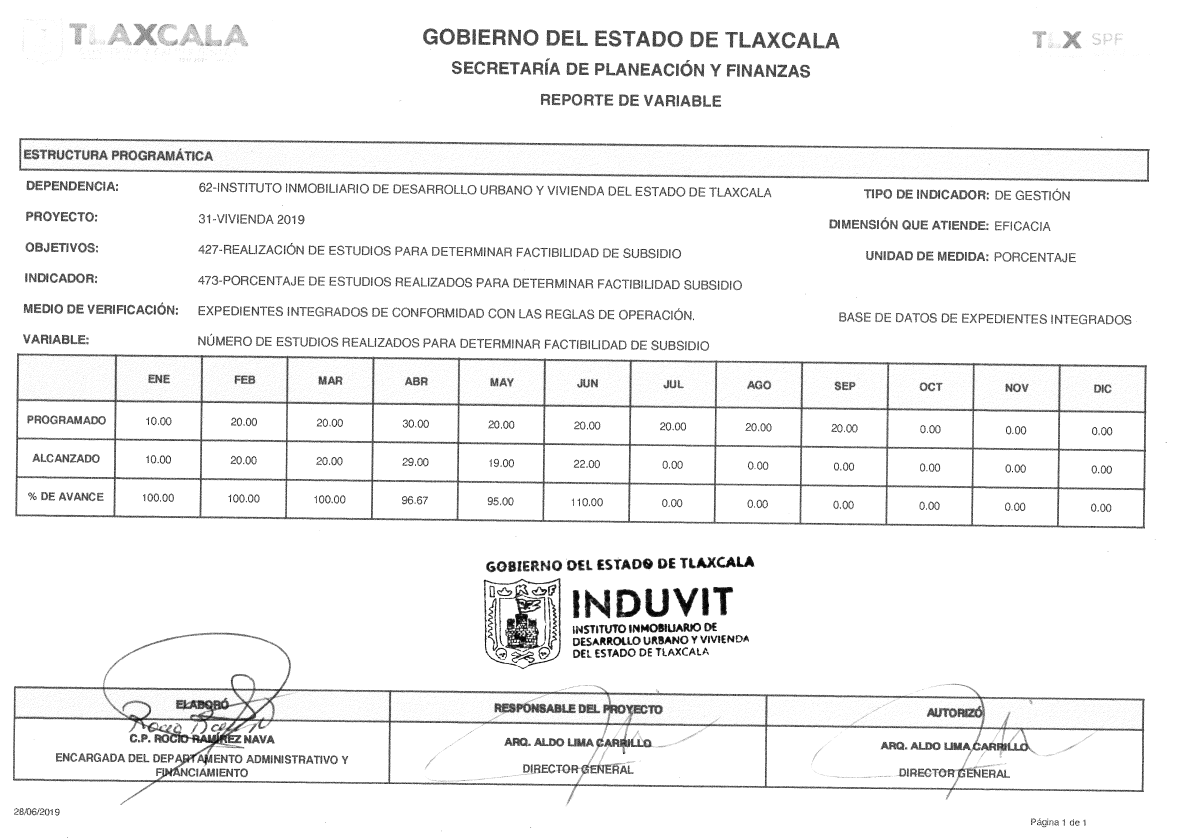 TLAXCALA
GOBIERNO DEL ESTADO DE TLAXCALA
TLX SPF
SECRETARÍA DE PLANEACIÓN Y FINANZAS
REPORTE DE VARIABLE
ESTRUCTURA PROGRAMÁTICA
DEPENDENCIA: 62-INSTITUTO INMOBILIARIO DE DESARROLLO URBANO Y VIVIENDA DEL ESTADO DE TLAXCALA TIPO DE INDICADOR: DE GESTIÓN
PROYECTO: 31-VIVIENDA 2019 DIMENSIÓN QUE ATIENDE: EFICACIA
OBJETIVOS: 427-REALIZACIÓN DE ESTUDIOS PARA DETERMINAR FACTIBILIDAD DE SUBSIDIO UNIDAD DE MEDIDA: PORCENTAJE
INDICADOR: 473-PORCENTAJE DE ESTUDIOS REALIZADOS PARA DETERMINAR FACTIBILIDAD SUBSIDIO
MEDIO DE VERIFICACIÓN: EXPEDIENTES INTEGRADOS DE CONFORMIDAD CON LAS REGLAS DE OPERACIÓN. BASE DE DATOS DE EXPEDIENTES INTEGRADOS
VARIABLE: NÚMERO DE ESTUDIOS REALIZADOS PARA DETERMINAR FACTIBILIDAD DE SUBSIDIO
ENE FEB MAR ABR MAY JUN JUL AGO SEP OCT NOV DIC
PROGRAMADO 10.00 20.00 20.00 30.00 20.00 20.00 20.00 20.00 20.00 0.00 0.00 0.00
ALCANZADO 10.00 20.00 20.00 29.00 19.00 22.00 0.00 0.00 0.00 0.00 0.00 0.00
% DE AVANCE 100.00 100.00 100.00 96.67 95.00 110.00 0.00 0.00 0.00 0.00 0.00 0.00
GOBIERNO DEL ESTADO DE TLAXCALA
INDUVIT
INSTITUTO INMOBILIARIO DE
DESARROLLO URBANO Y VIVIENDA
DEL ESTADO DE TLAXCALA
ELABORÓ RESPONSABLE DEL PROYECTO AUTORIZÓ
C.P. ROCIO RAMÍREZ NAVA ARQ. ALDO LIMA CARRILLO ARQ. ALDO LIMA CARRILLO
ENCARGADA DEL DEPARTAMENTO ADMINISTRATIVO Y DIRECTOR GENERAL DIRECTOR GENERAL
FINANCIAMIENTO
28/06/2019 Página 1 de 1